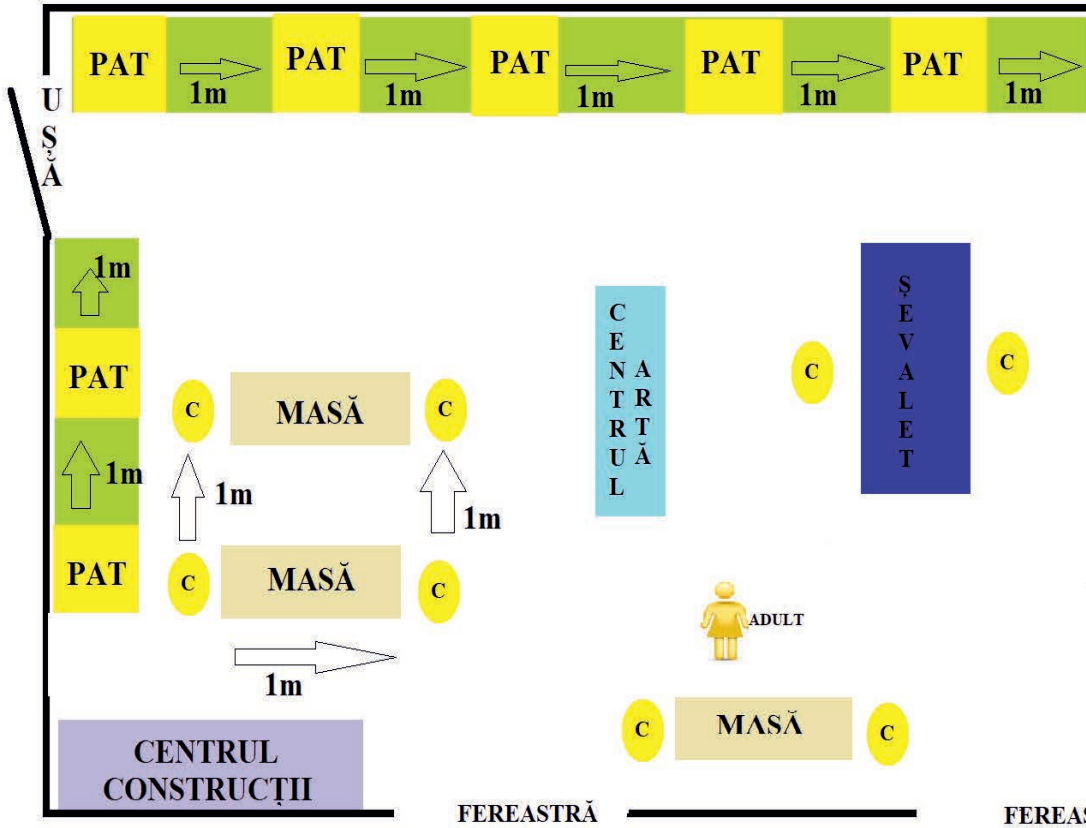 PAT PAT PAT PAT PAT
1m 1m 1m 1m 1m
UȘĂ
1m
PAT
1m
PAT
C MASĂ C
1m 1m
C MASĂ C
1m
CENTRUL
ARTĂ
C ȘEVALET C
ADULT
C MASĂ C
CENTRUL
CONSTRUCȚII
FEREASTRĂ